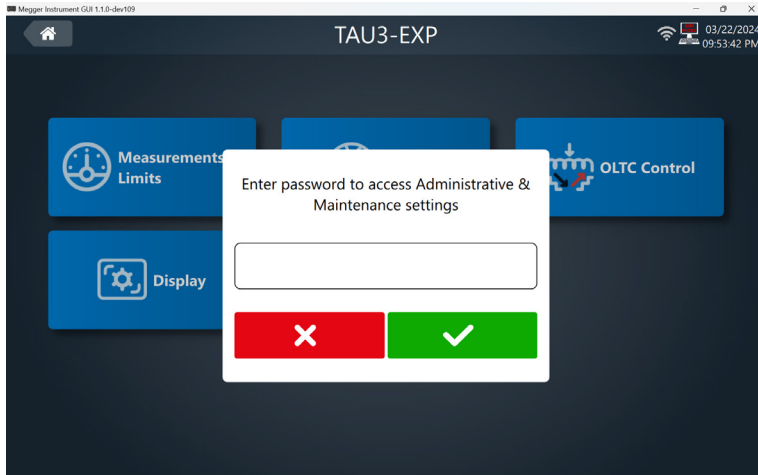 Megger Instrument GUI 1.1.0-dev109
TAU3-EXP
03/22/2024
09:53:42 PM
Measurements
Limits
OLTC Control
Display
Enter password to access Administrative &
Maintenance settings